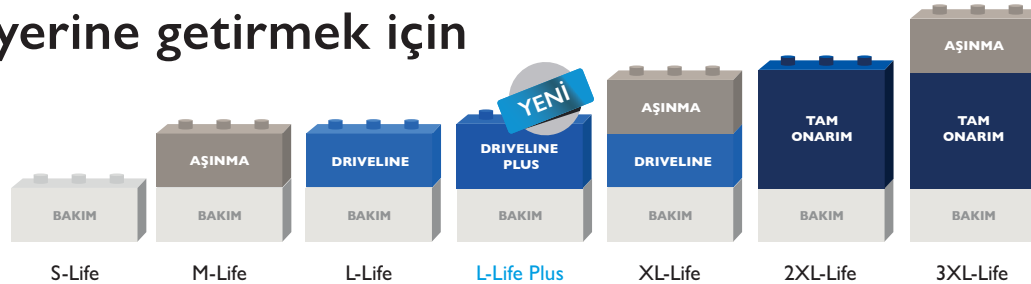 yerine getirmek için
YENİ
AŞINMA
AŞINMA
TAM
ONARIM
TAM
ONARIM
AŞINMA
DRIVELINE
DRIVELINE
PLUS
DRIVELINE
BAKIM
BAKIM
BAKIM
BAKIM
BAKIM
BAKIM
BAKIM
S-Life
M-Life
L-Life
L-Life Plus
XL-Life
2XL-Life
3XL-Life